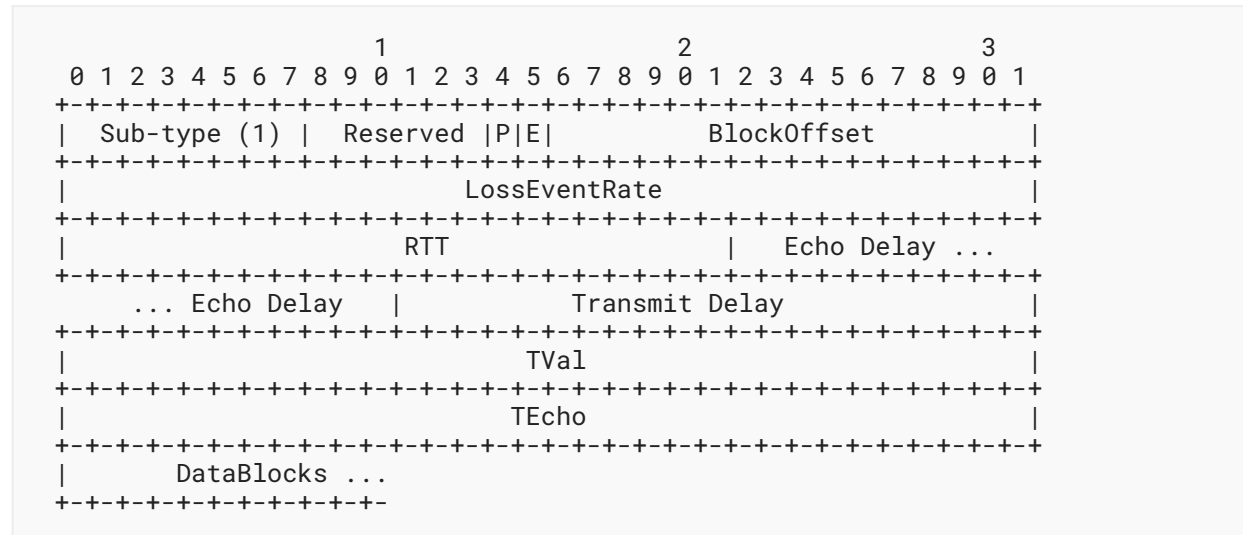 1                   2                   3
 0 1 2 3 4 5 6 7 8 9 0 1 2 3 4 5 6 7 8 9 0 1 2 3 4 5 6 7 8 9 0 1
+-+-+-+-+-+-+-+-+-+-+-+-+-+-+-+-+-+-+-+-+-+-+-+-+-+-+-+-+-+-+-+-+
|  Sub-type (1) |  Reserved |P|E|          BlockOffset          |
+-+-+-+-+-+-+-+-+-+-+-+-+-+-+-+-+-+-+-+-+-+-+-+-+-+-+-+-+-+-+-+-+
|                          LossEventRate                        |
+-+-+-+-+-+-+-+-+-+-+-+-+-+-+-+-+-+-+-+-+-+-+-+-+-+-+-+-+-+-+-+-+
|                      RTT                  |   Echo Delay ...
+-+-+-+-+-+-+-+-+-+-+-+-+-+-+-+-+-+-+-+-+-+-+-+-+-+-+-+-+-+-+-+-+
     ... Echo Delay   |           Transmit Delay                |
+-+-+-+-+-+-+-+-+-+-+-+-+-+-+-+-+-+-+-+-+-+-+-+-+-+-+-+-+-+-+-+-+
|                              TVal                             |
+-+-+-+-+-+-+-+-+-+-+-+-+-+-+-+-+-+-+-+-+-+-+-+-+-+-+-+-+-+-+-+-+
|                             TEcho                             |
+-+-+-+-+-+-+-+-+-+-+-+-+-+-+-+-+-+-+-+-+-+-+-+-+-+-+-+-+-+-+-+-+
|       DataBlocks ...
+-+-+-+-+-+-+-+-+-+-+-